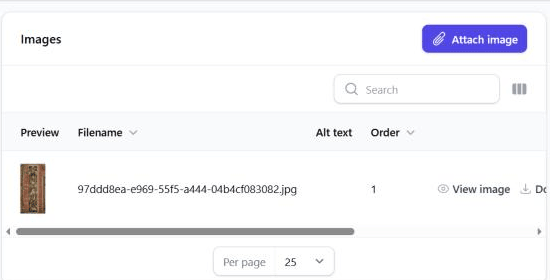 Images
Attach image
Search
Preview Filename Alt text Order
97ddd8ea-e969-55f5-a444-04b4cf083082.jpg 1 View image Do
Per page 25